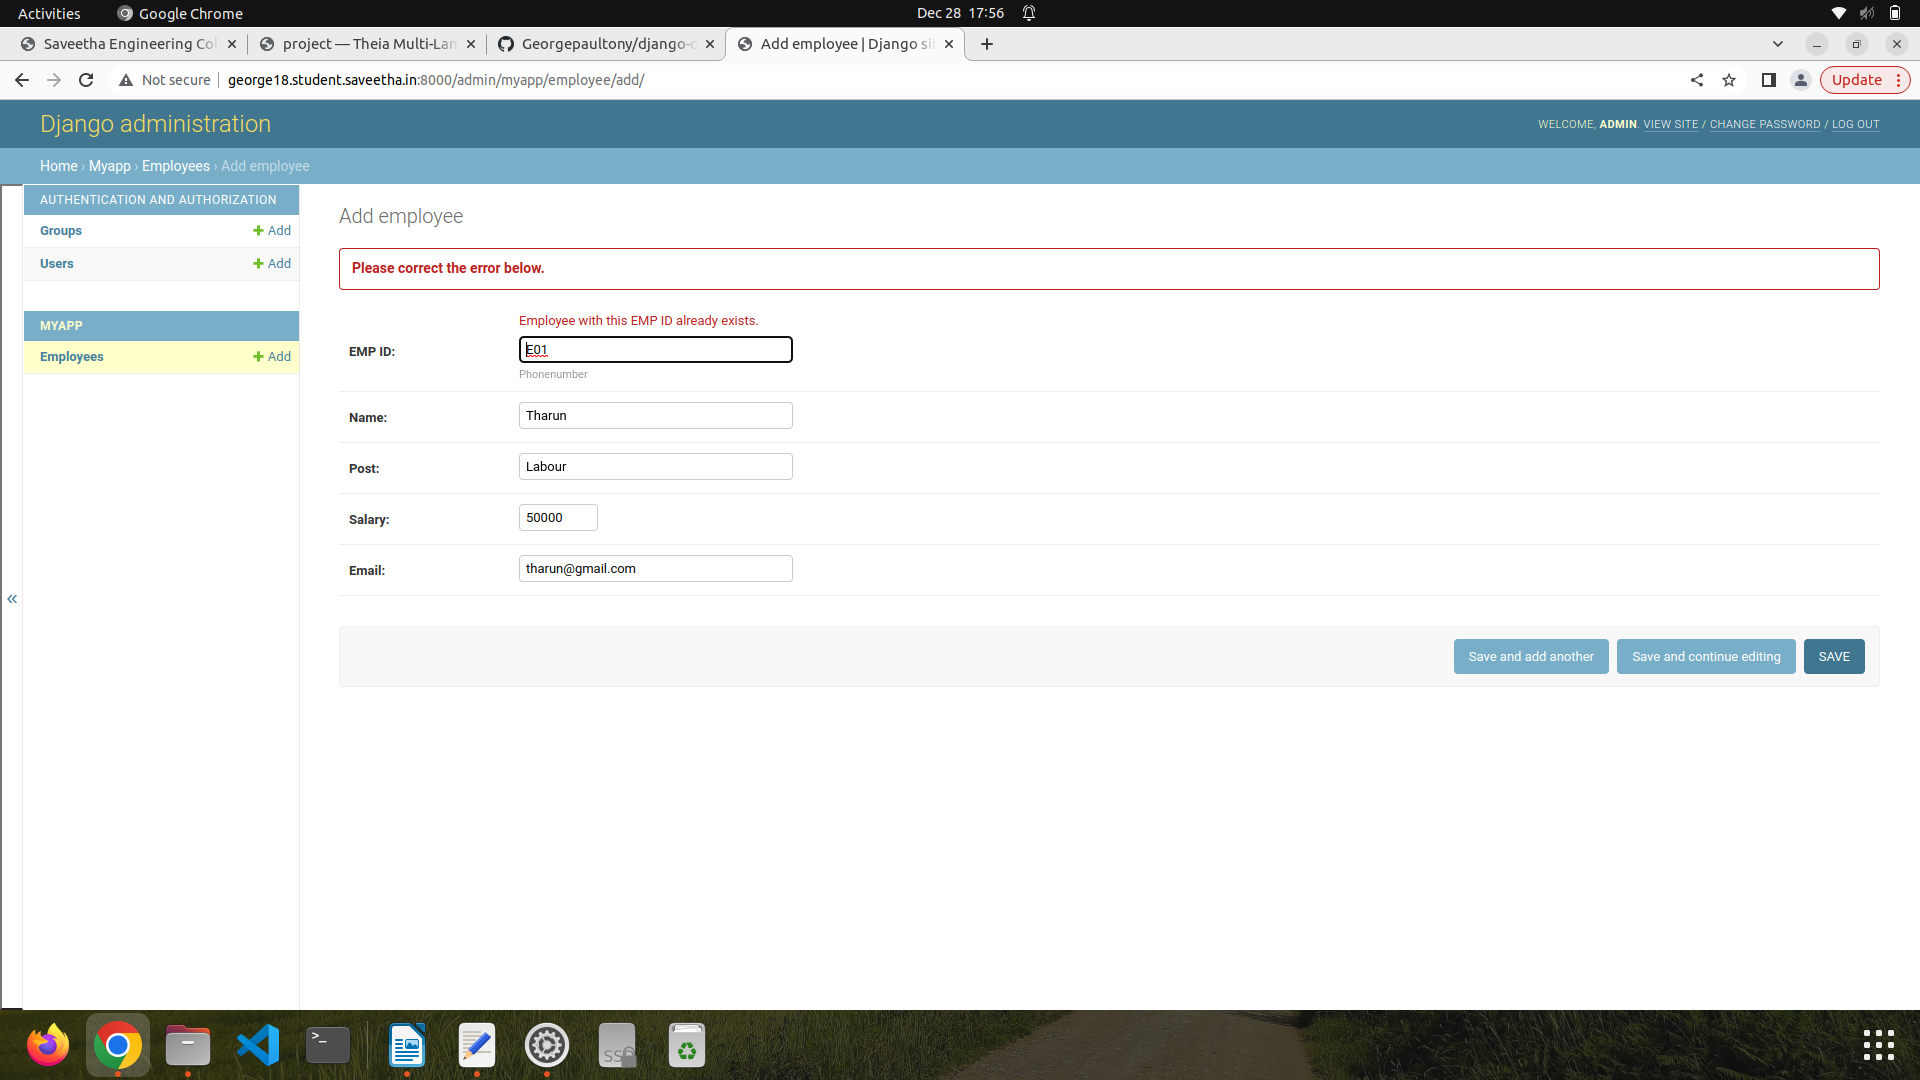 Activities
Google Chrome
Dec 28 17:56
Saveetha Engineering Col
project — Theia Multi-Lan
Georgepaultony/django-o
Add employee | Django sit
Not secure
george18.student.saveetha.in:8000/admin/myapp/employee/add/
Update
Django administration
WELCOME, ADMIN. VIEW SITE / CHANGE PASSWORD / LOG OUT
Home › Myapp › Employees › Add employee
AUTHENTICATION AND AUTHORIZATION
Groups
Add
Users
Add
MYAPP
Employees
Add
«
Add employee
Please correct the error below.
Employee with this EMP ID already exists.
EMP ID:
E01
Phonenumber
Name:
Tharun
Post:
Labour
Salary:
50000
Email:
tharun@gmail.com
Save and add another
Save and continue editing
SAVE
>_